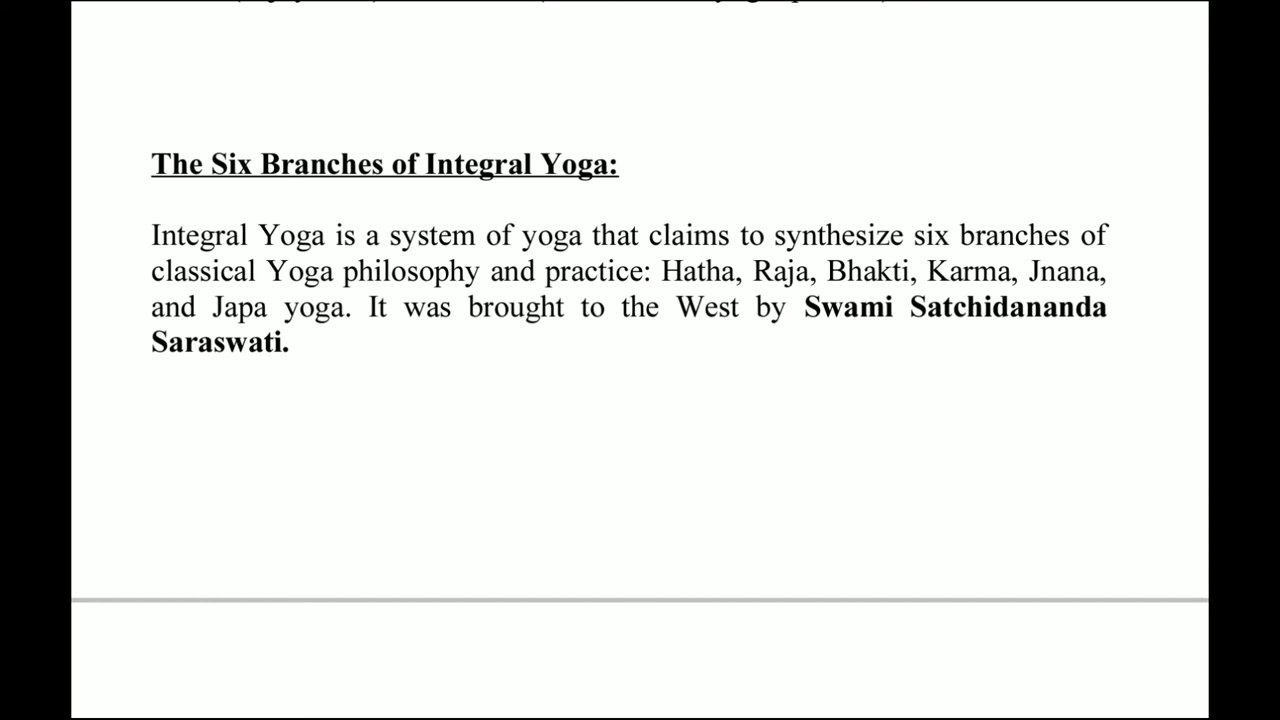 The Six Branches of Integral Yoga:
Integral Yoga is a system of yoga that claims to synthesize six branches of
classical Yoga philosophy and practice: Hatha, Raja, Bhakti, Karma, Jnana,
and Japa yoga. It was brought to the West by Swami Satchidananda
Saraswati.